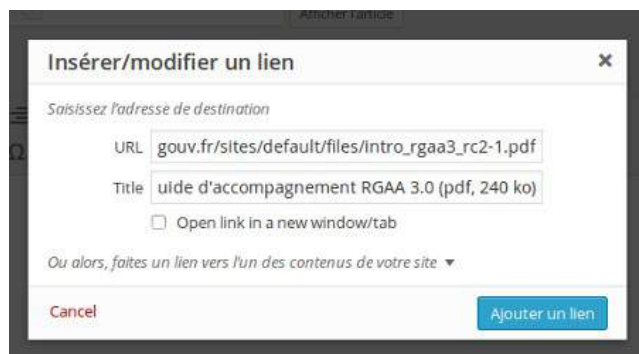 Afficher l'article
Insérer/modifier un lien
Saisissez l'adresse de destination
URL gouv.fr/sites/default/files/intro_rgaa3_rc2-1.pdf
Title uide d'accompagnement RGAA 3.0 (pdf, 240 ko)
Open link in a new window/tab
Ou alors, faites un lien vers l'un des contenus de votre site ▼
Cancel Ajouter un lien